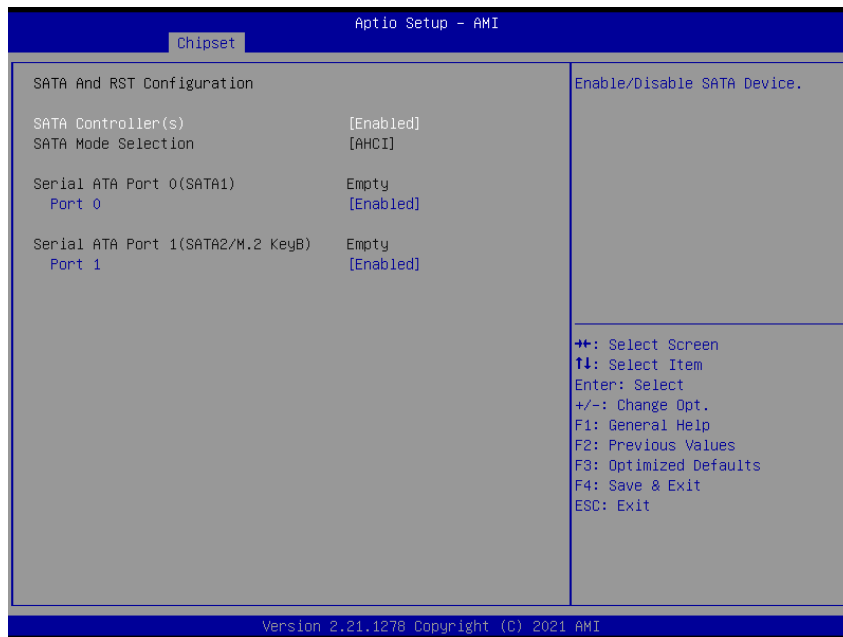 Aptio Setup – AMI
Chipset
SATA And RST Configuration
SATA Controller(s) [Enabled]
SATA Mode Selection [AHCI]
Serial ATA Port 0(SATA1) Empty
Port 0 [Enabled]
Serial ATA Port 1(SATA2/M.2 KeyB) Empty
Port 1 [Enabled]
Enable/Disable SATA Device.
→←: Select Screen
↑↓: Select Item
Enter: Select
+/-: Change Opt.
F1: General Help
F2: Previous Values
F3: Optimized Defaults
F4: Save & Exit
ESC: Exit
Version 2.21.1278 Copyright (C) 2021 AMI